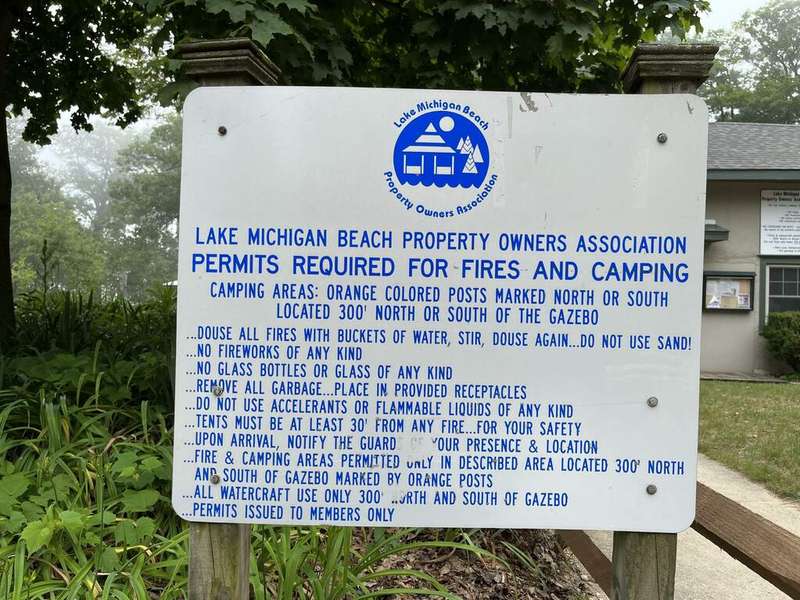 Lake Michigan Beach
Property Owners Association
LAKE MICHIGAN BEACH PROPERTY OWNERS ASSOCIATION
PERMITS REQUIRED FOR FIRES AND CAMPING
CAMPING AREAS: ORANGE COLORED POSTS MARKED NORTH OR SOUTH
LOCATED 300' NORTH OR SOUTH OF THE GAZEBO
...DOUSE ALL FIRES WITH BUCKETS OF WATER, STIR, DOUSE AGAIN...DO NOT USE SAND!
...NO FIREWORKS OF ANY KIND
...NO GLASS BOTTLES OR GLASS OF ANY KIND
...REMOVE ALL GARBAGE...PLACE IN PROVIDED RECEPTACLES
...DO NOT USE ACCELERANTS OR FLAMMABLE LIQUIDS OF ANY KIND
...TENTS MUST BE AT LEAST 30' FROM ANY FIRE...FOR YOUR SAFETY
...UPON ARRIVAL, NOTIFY THE GUARD OF YOUR PRESENCE & LOCATION
...FIRE & CAMPING AREAS PERMITTED ONLY IN DESCRIBED AREA LOCATED 300' NORTH
AND SOUTH OF GAZEBO MARKED BY ORANGE POSTS
...ALL WATERCRAFT USE ONLY 300' NORTH AND SOUTH OF GAZEBO
...PERMITS ISSUED TO MEMBERS ONLY
Lake Michigan
Property Owners